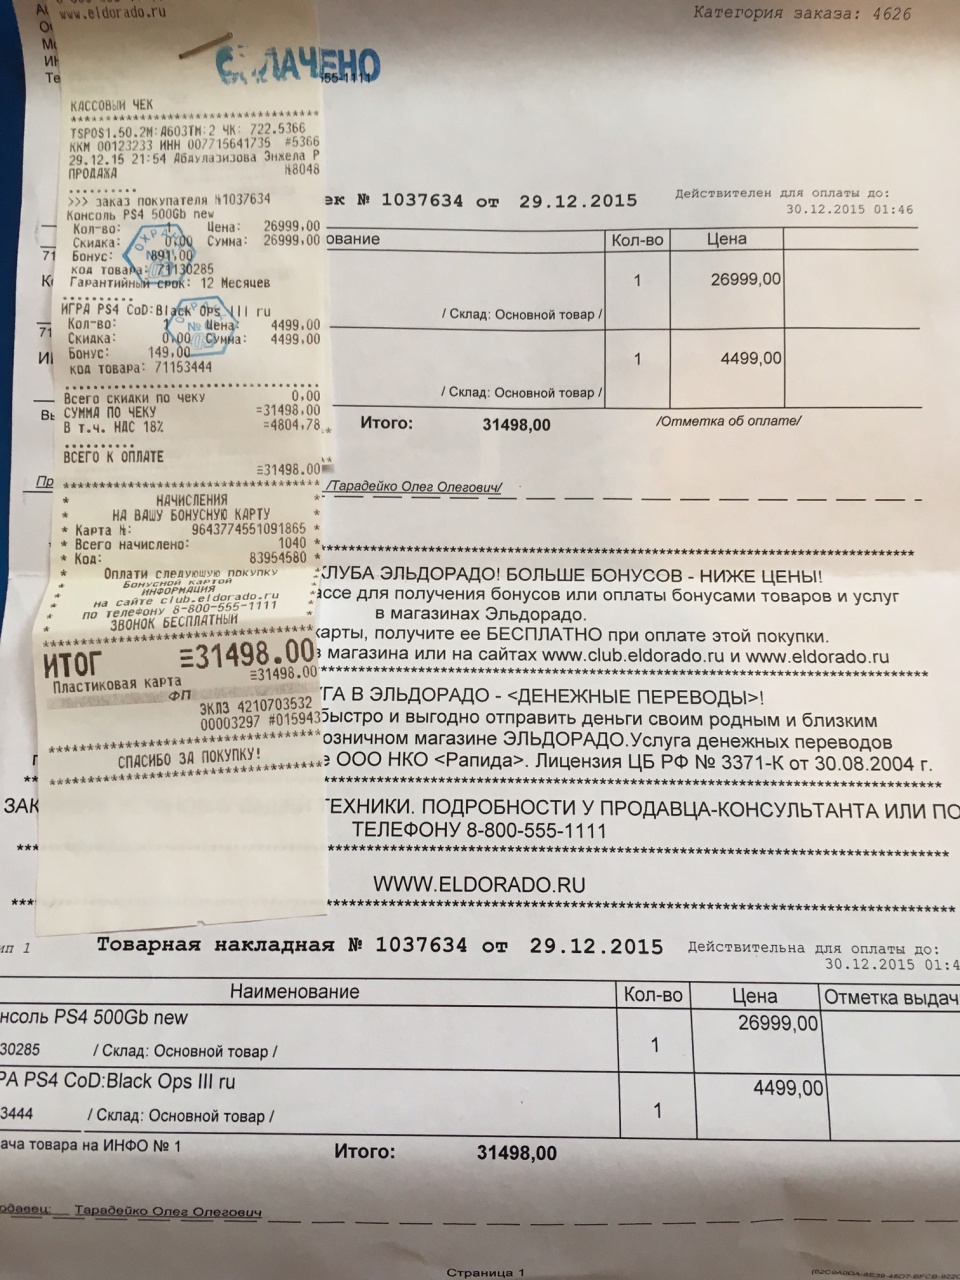 Категория заказа: 4626
www.eldorado.ru
ОПЛАЧЕНО
555-1111
КАССОВЫЙ ЧЕК
TSPOS1.50.2М:А603ТМ:2 ЧК: 722.5366
ККМ 00123233 ИНН 007715641735 #5366
29.12.15 21:54 Абдулазизова Энжела Р
ПРОДАЖА №8048
>>> заказ покупателя №1037634
Консоль PS4 500Gb new
Кол-во: 1 Цена: 26999,00
Скидка: 0,00 Сумма: 26999,00
Бонус: 891,00
код товара: 71130285
Гарантийный срок: 12 Месяцев
ИГРА PS4 CoD:Black Ops III ru
Кол-во: 1 Цена: 4499,00
Скидка: 0,00 Сумма: 4499,00
Бонус: 149,00
код товара: 71153444
Всего скидки по чеку 0,00
СУММА ПО ЧЕКУ =31498,00
В т.ч. НДС 18% =4804,78
ВСЕГО К ОПЛАТЕ
=31498.00
************************************
* НАЧИСЛЕНИЯ *
* НА ВАШУ БОНУСНУЮ КАРТУ *
* Карта №: 9643774551091865 *
* Всего начислено: 1040 *
* Код: 83954580 *
* Оплати следующую покупку
* Бонусной картой
* ИНФОРМАЦИЯ
* на сайте club.eldorado.ru
* по телефону 8-800-555-1111
* ЗВОНОК БЕСПЛАТНЫЙ
ИТОГ =31498.00
Пластиковая карта =31498.00
ФП
ЭКЛЗ 4210703532
00003297 #015943
СПАСИБО ЗА ПОКУПКУ!
ек № 1037634 от 29.12.2015
Действителен для оплаты до:
30.12.2015 01:46
ование Кол-во Цена
1 26999,00
/ Склад: Основной товар /
1 4499,00
/ Склад: Основной товар /
Итого: 31498,00 /Отметка об оплате/
Пр /Тарадейко Олег Олегович/
КЛУБА ЭЛЬДОРАДО! БОЛЬШЕ БОНУСОВ - НИЖЕ ЦЕНЫ!
ассе для получения бонусов или оплаты бонусами товаров и услуг
в магазинах Эльдорадо.
карты, получите ее БЕСПЛАТНО при оплате этой покупки.
в магазина или на сайтах www.club.eldorado.ru и www.eldorado.ru
УГА В ЭЛЬДОРАДО - <ДЕНЕЖНЫЕ ПЕРЕВОДЫ>!
быстро и выгодно отправить деньги своим родным и близким
озничном магазине ЭЛЬДОРАДО.Услуга денежных переводов
е ООО НКО <Рапида>. Лицензия ЦБ РФ № 3371-К от 30.08.2004 г.
ЗАК ТЕХНИКИ. ПОДРОБНОСТИ У ПРОДАВЦА-КОНСУЛЬТАНТА ИЛИ ПО
ТЕЛЕФОНУ 8-800-555-1111
WWW.ELDORADO.RU
ип 1 Товарная накладная № 1037634 от 29.12.2015 Действительна для оплаты до:
30.12.2015 01:4
Наименование Кол-во Цена Отметка выдач
нсоль PS4 500Gb new 26999,00
30285 / Склад: Основной товар / 1
РА PS4 CoD:Black Ops III ru 4499,00
3444 / Склад: Основной товар / 1
ача товара на ИНФО № 1 Итого: 31498,00
одавец: Тарадейко Олег Олегович
Страница 1